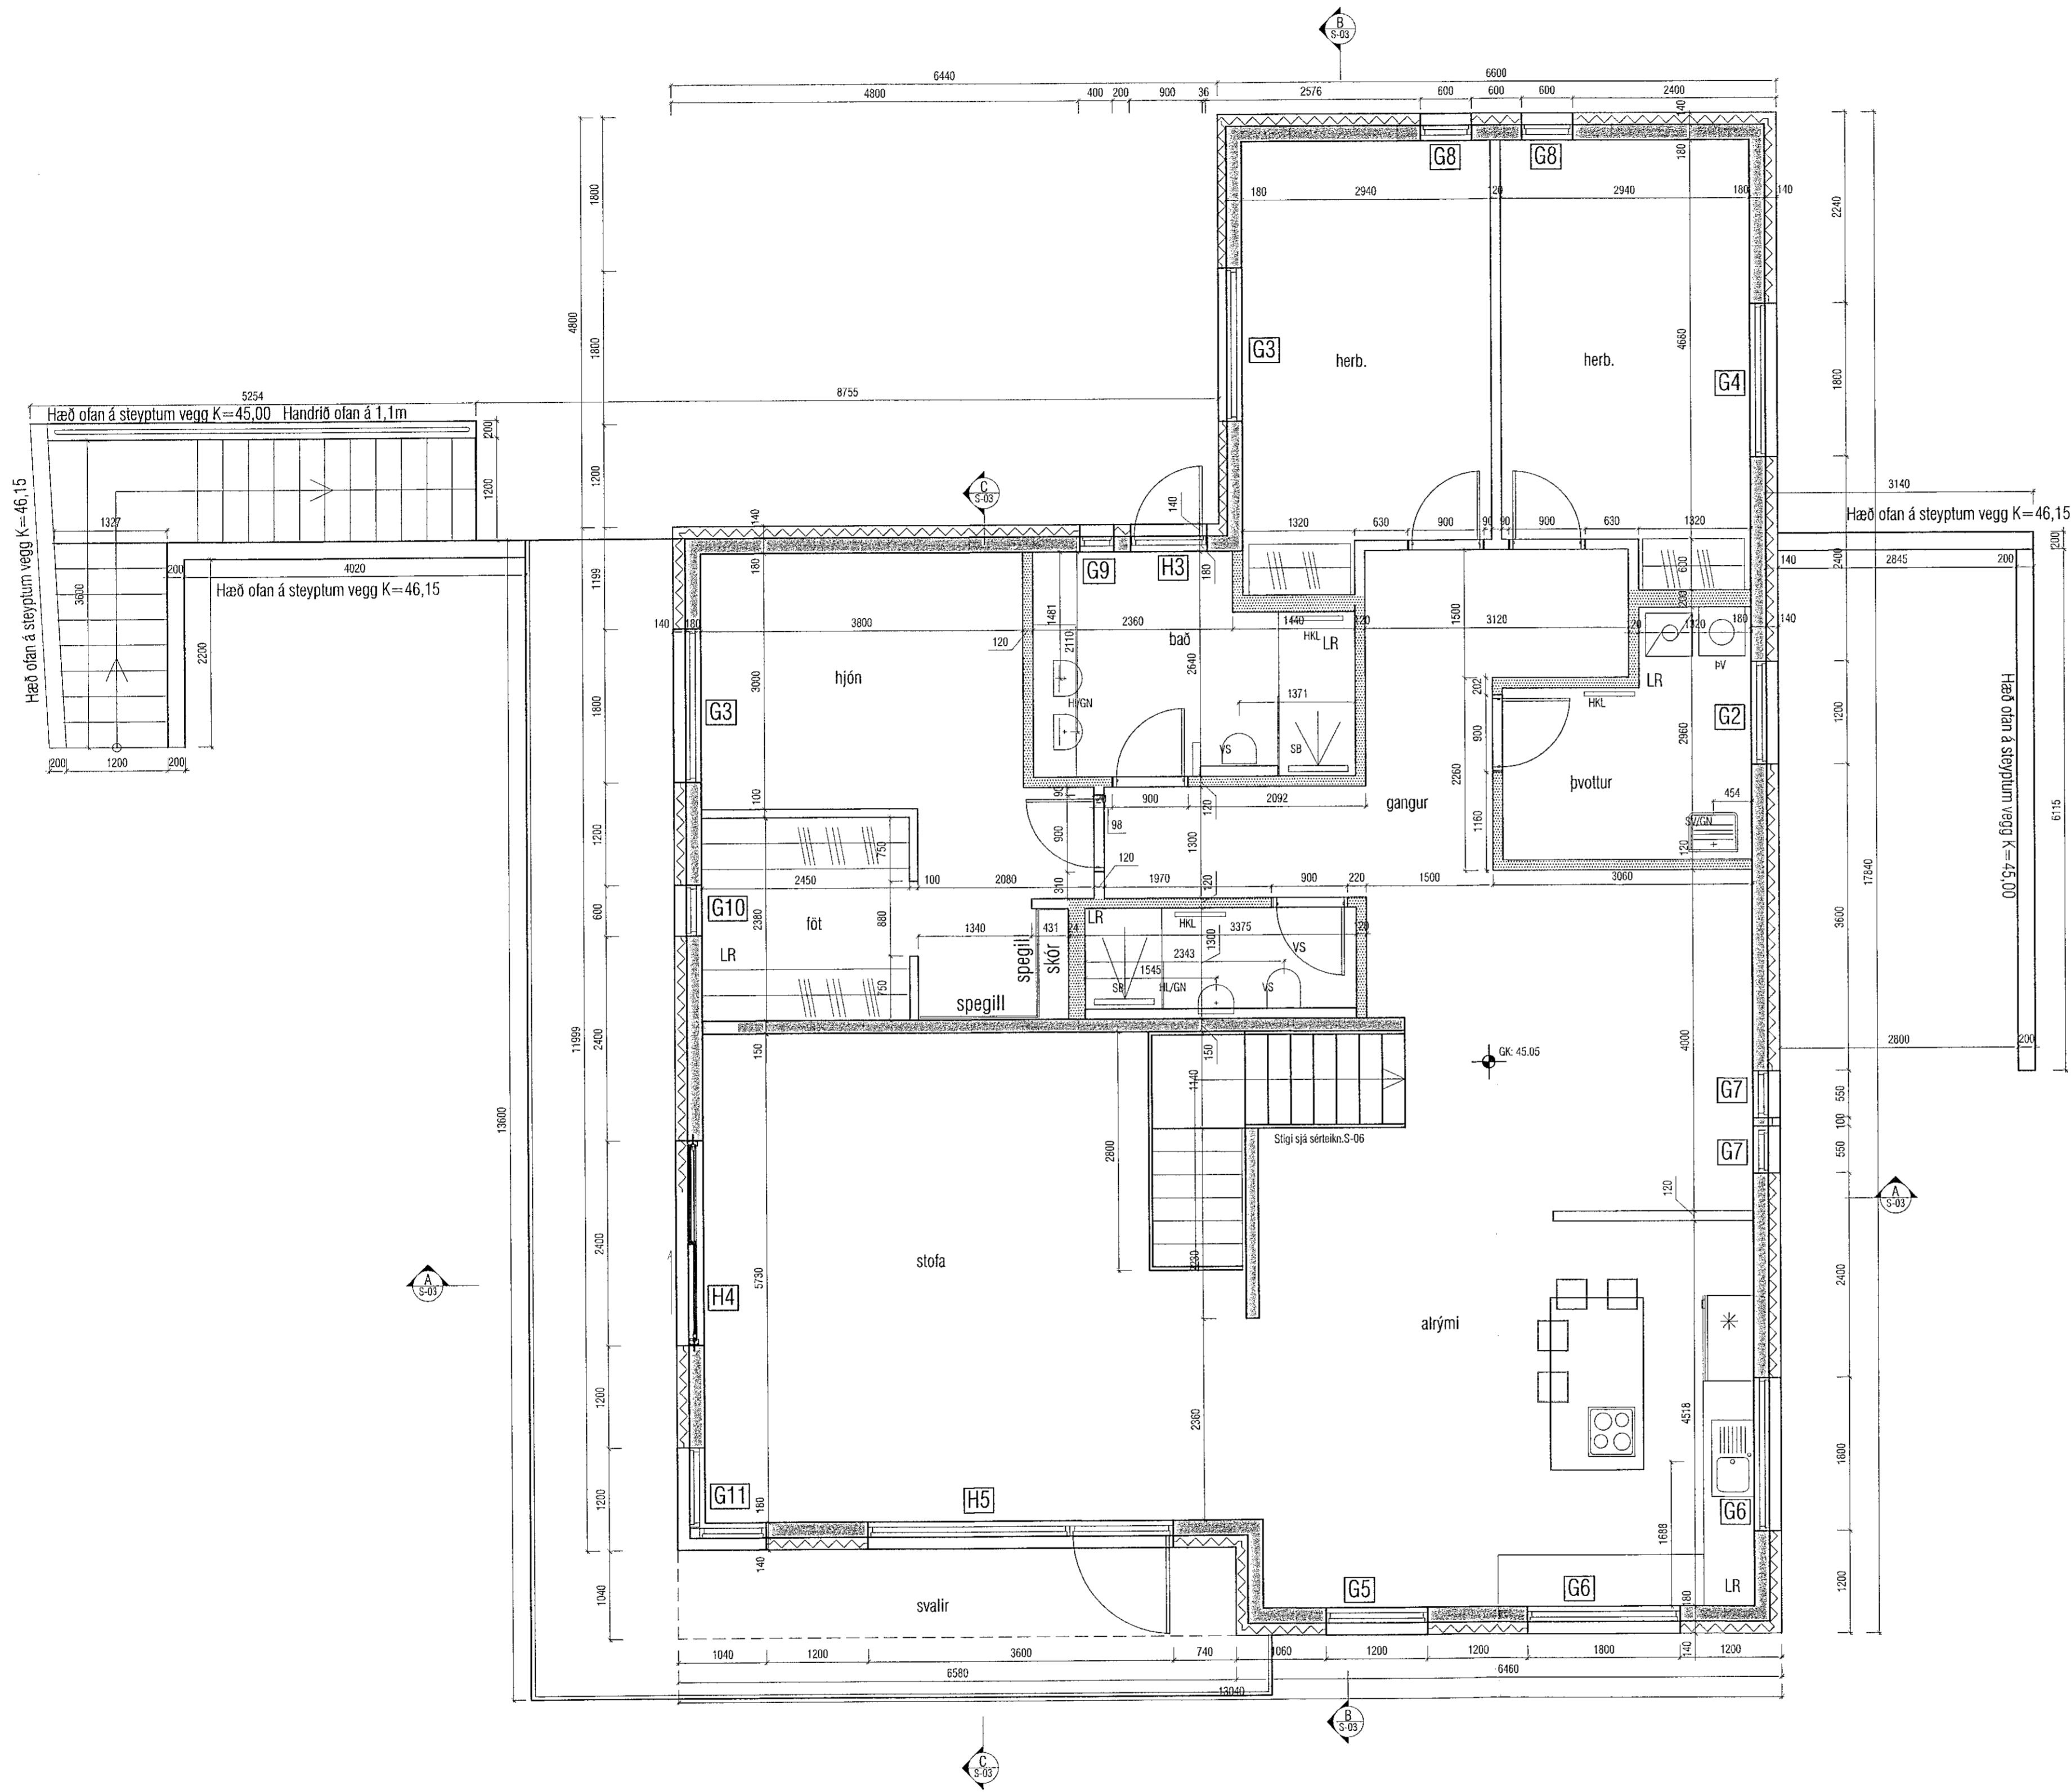 B
S-03
6440
6600
4800
400
200
900
36
2576
600
600
600
2400
140
G8
G8
180
180
2940
120
2940
180
140
1800
2240
4800
1800
G3
herb.
herb.
4680
G4
1800
5254
8755
Hæð ofan á steyptum vegg K=45,00 Handrið ofan á 1,1m
200
1200
1200
C
S-03
140
3140
Hæð ofan á steyptum vegg K=46,15
Hæð ofan á steyptum vegg K=46,15
1327
140
1320
630
900
90
90
900
630
1320
200
2400
200
4020
Hæð ofan á steyptum vegg K=46,15
3600
2200
1199
180
G9
H3
180
600
200
140
2845
200
140
180
3800
120
1481
2110
2360
bað
1440
HKL
LR
120
1500
3120
1320
180
140
2640
ÞV
hjón
3000
1371
202
LR
HKL
G3
1800
HL/GN
VS
SB
900
2960
G2
1200
Hæð ofan á steyptum vegg K=45,00
6115
200
1200
200
100
90
900
2092
120
2260
gangur
þvottur
454
SV/GN
1160
120
1200
750
900
98
1300
120
17840
2450
100
2080
310
1970
120
900
220
1500
3060
G10
600
föt
2380
880
LR
HKL
3375
120
3600
1340
431
24
1300
2343
VS
LR
spegill
skór
1545
SB
HL/GN
VS
750
spegill
11999
2400
150
150
GK: 45.05
4000
2800
200
1140
G7
550
100
13600
2800
Stigi sjá sérteikn.S-06
G7
550
120
A
S-03
stofa
2230
2400
A
S-03
H4
5730
2400
alrými
1200
2360
4518
1800
G11
180
H5
1200
1688
G6
140
G5
G6
180
LR
1200
1040
svalir
1040
1200
3600
740
1060
1200
1200
1800
140
1200
6580
6460
13040
B
S-03
C
S-03